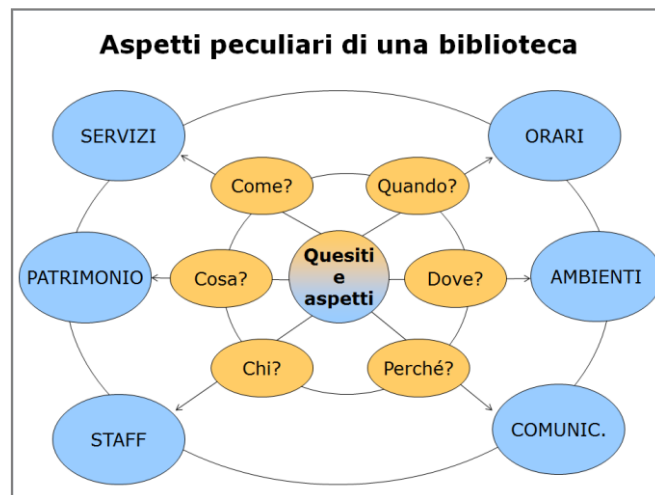 Aspetti peculiari di una biblioteca
SERVIZI
ORARI
Come?
Quando?
PATRIMONIO
Cosa?
Quesiti
e
aspetti
Dove?
AMBIENTI
Chi?
Perché?
STAFF
COMUNIC.